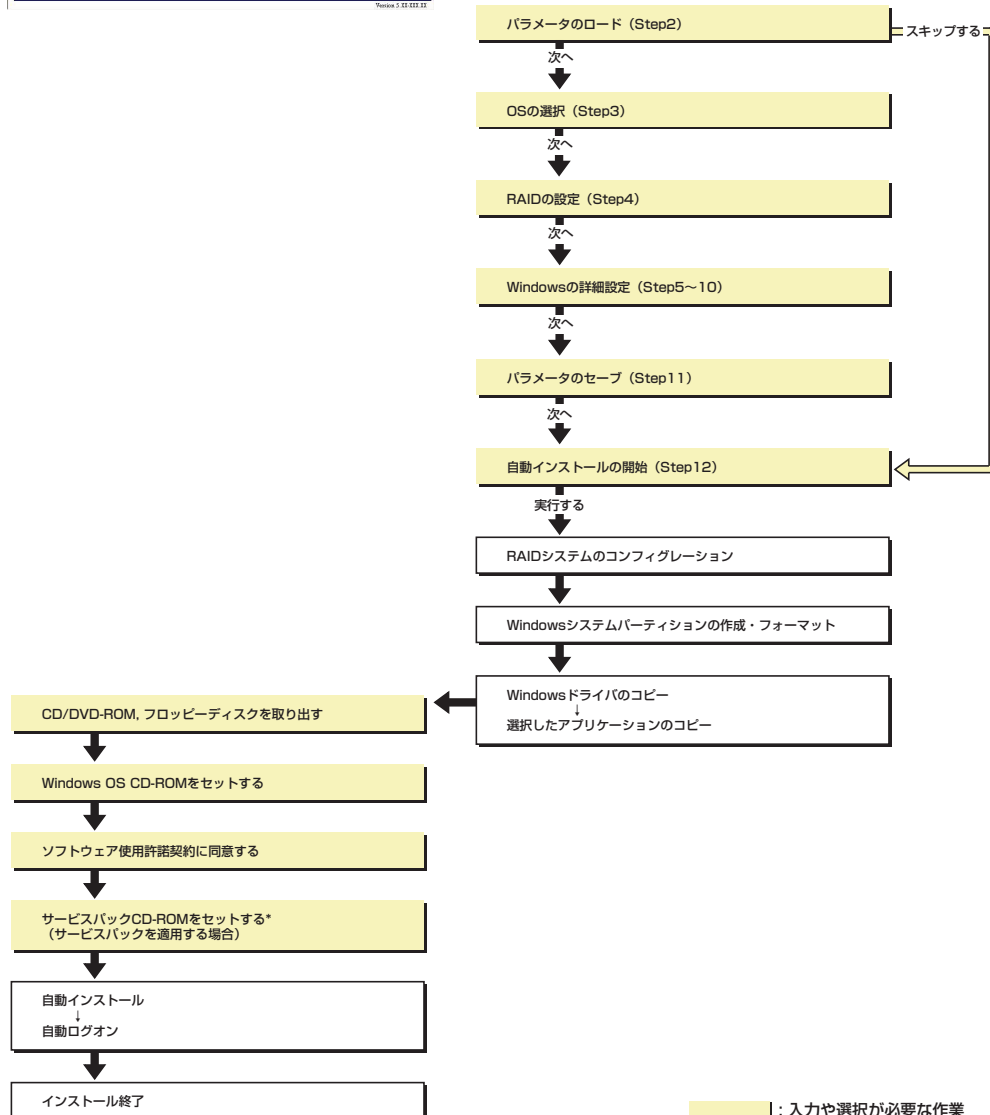 Version 5.XX-XXX.XX
パラメータのロード（Step2）
スキップする
次へ
OSの選択（Step3）
次へ
RAIDの設定（Step4）
次へ
Windowsの詳細設定（Step5〜10）
次へ
パラメータのセーブ（Step11）
次へ
自動インストールの開始（Step12）
実行する
RAIDシステムのコンフィグレーション
Windowsシステムパーティションの作成・フォーマット
Windowsドライバのコピー
↓
選択したアプリケーションのコピー
CD/DVD-ROM, フロッピーディスクを取り出す
Windows OS CD-ROMをセットする
ソフトウェア使用許諾契約に同意する
サービスパックCD-ROMをセットする*
（サービスパックを適用する場合）
自動インストール
↓
自動ログオン
インストール終了
：入力や選択が必要な作業